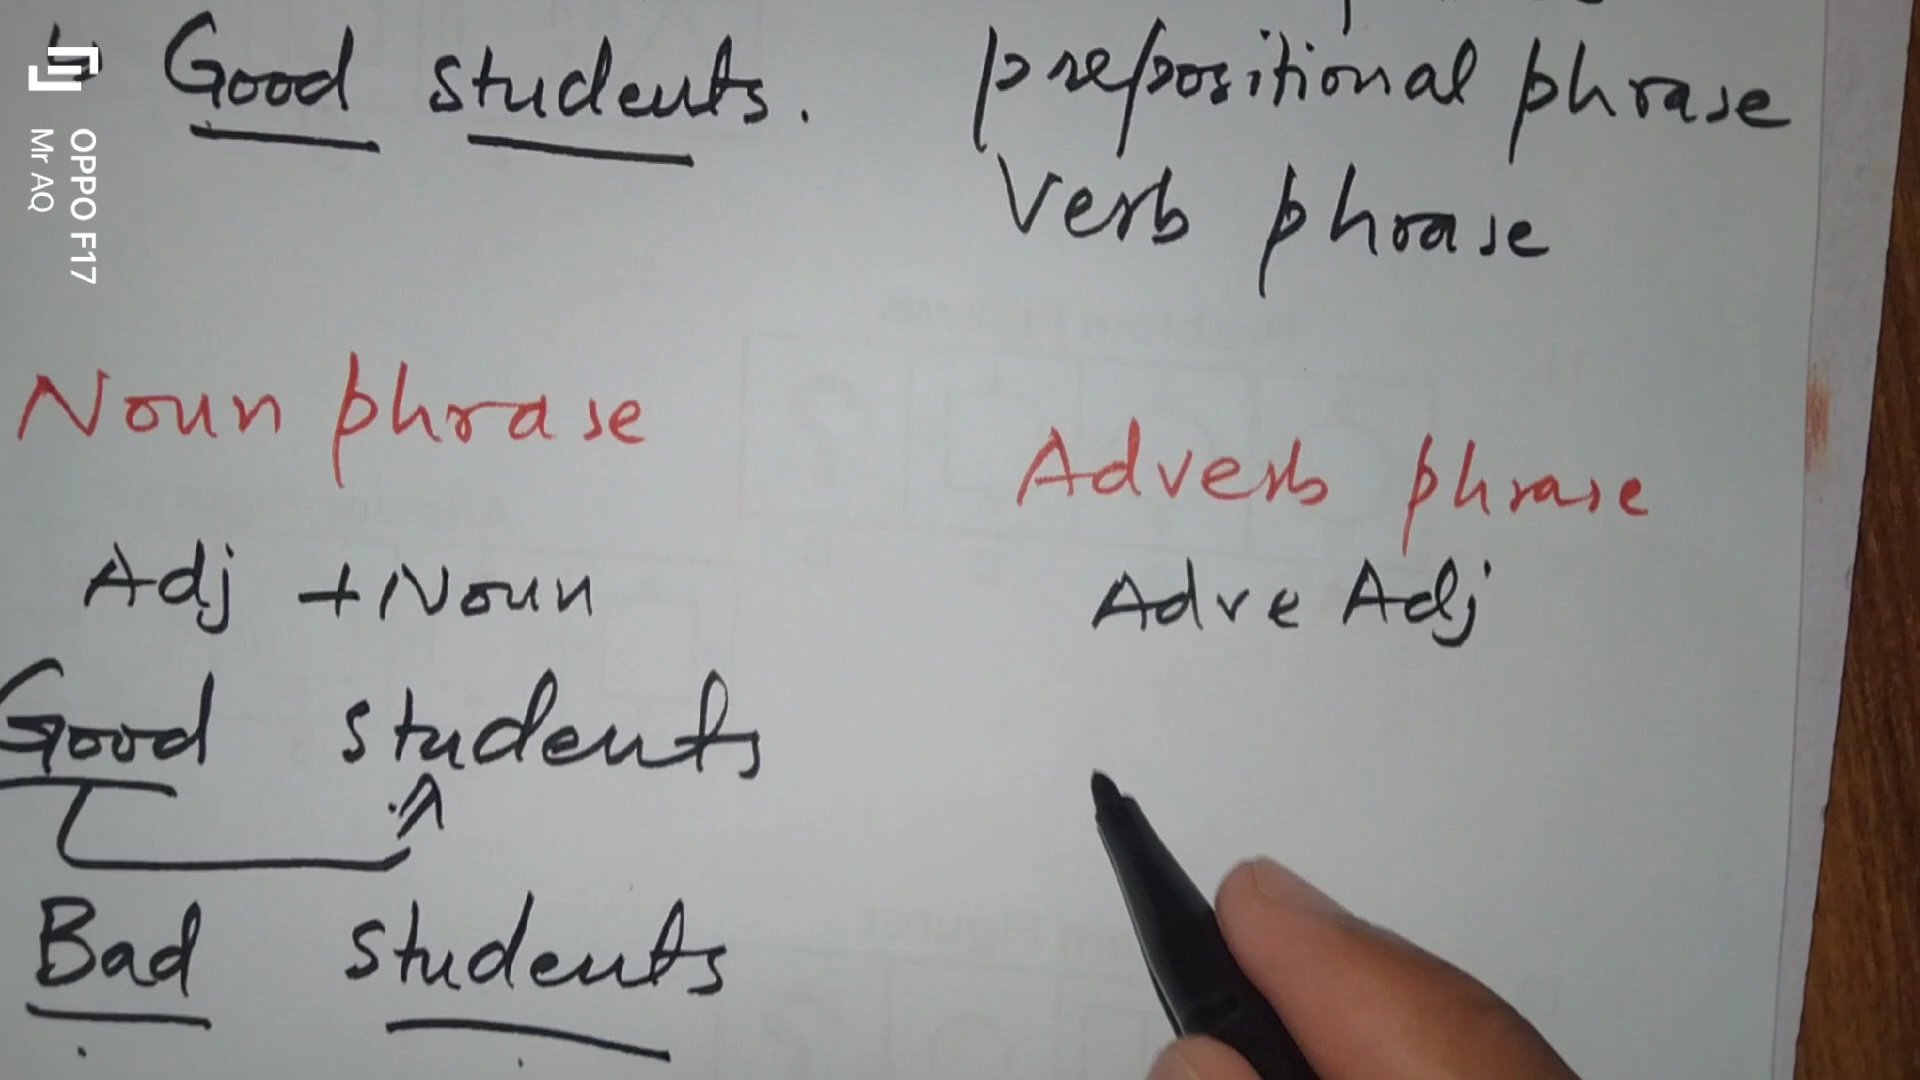 Good students.
prepositional phrase
Verb phrase
Noun phrase
Adverb phrase
Adj + Noun
Adve Adj
Good students
Bad students
OPPO F17
Mr AQ